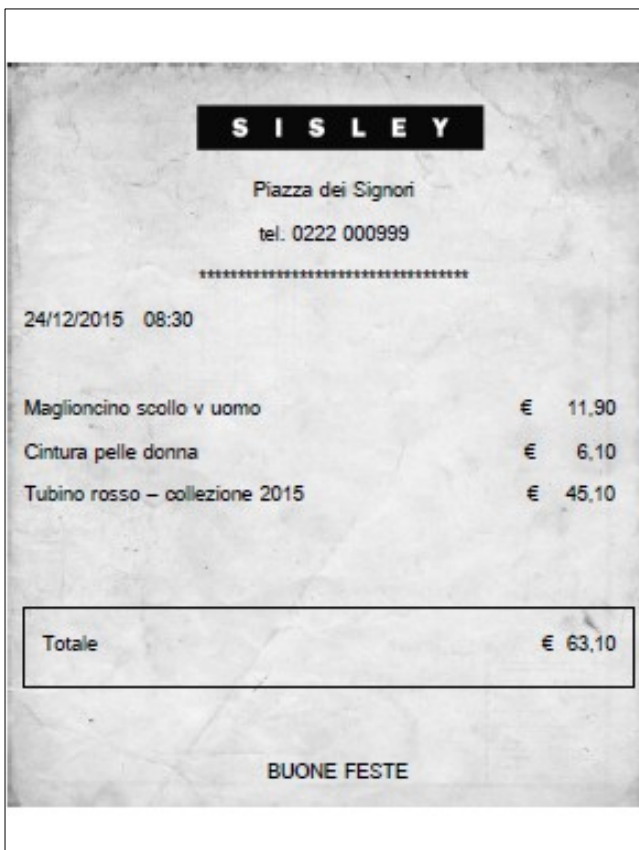 SISLEY
Piazza dei Signori
tel. 0222 000999
***********************************
24/12/2015 08:30
Maglioncino scollo v uomo € 11,90
Cintura pelle donna € 6,10
Tubino rosso – collezione 2015 € 45,10
Totale € 63,10
BUONE FESTE